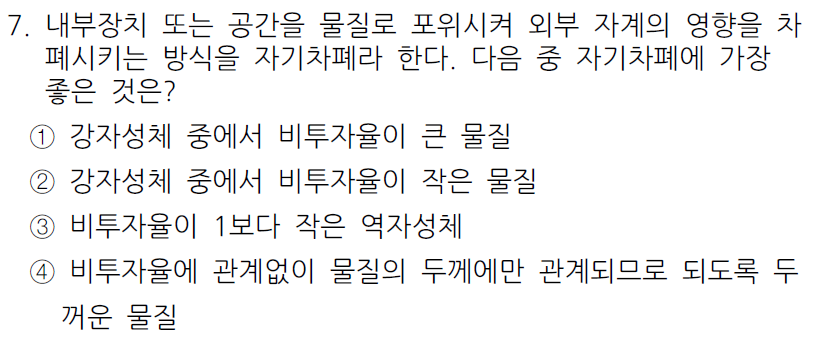 7. 내부장치 또는 공간을 물질로 포위시켜 외부 자계의 영향을 차
폐시키는 방식을 자기차폐라 한다. 다음 중 자기차폐에 가장
좋은 것은?
① 강자성체 중에서 비투자율이 큰 물질
② 강자성체 중에서 비투자율이 작은 물질
③ 비투자율이 1보다 작은 역자성체
④ 비투자율에 관계없이 물질의 두께에만 관계되므로 되도록 두
꺼운 물질